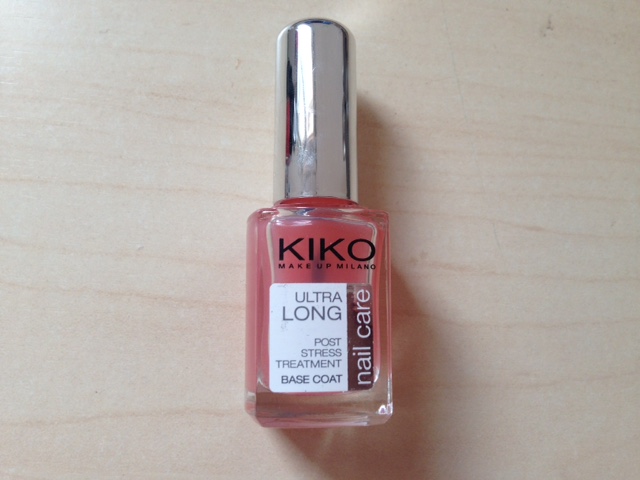 KIKO
MAKE UP MILANO
ULTRA
LONG
POST
STRESS
TREATMENT
BASE COAT
nail care